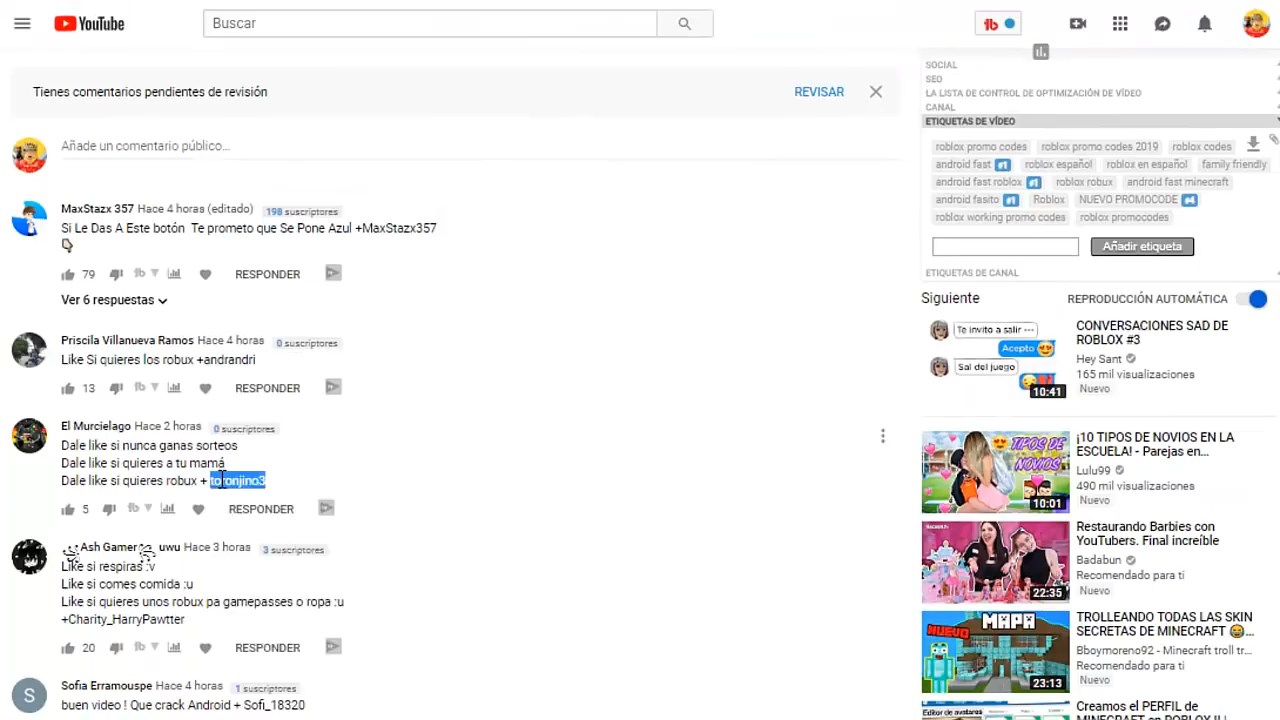 YouTube
Buscar
Tienes comentarios pendientes de revisión
REVISAR
Añade un comentario público...
MaxStazx 357 Hace 4 horas (editado) 198 suscriptores
Si Le Das A Este botón Te prometo que Se Pone Azul +MaxStazx357
79 RESPONDER
Ver 6 respuestas
Priscila Villanueva Ramos Hace 4 horas 0 suscriptores
Like Si quieres los robux +andrandri
13 RESPONDER
El Murcielago Hace 2 horas 0 suscriptores
Dale like si nunca ganas sorteos
Dale like si quieres a tu mamá
Dale like si quieres robux + toronjino3
5 RESPONDER
Ash Gamer uwu Hace 3 horas 3 suscriptores
Like si respiras :v
Like si comes comida :u
Like si quieres unos robux pa gamepasses o ropa :u
+Charity_HarryPawtter
20 RESPONDER
S
Sofia Erramouspe Hace 4 horas 1 suscriptores
buen video ! Que crack Android + Sofi_18320
SOCIAL
SEO
LA LISTA DE CONTROL DE OPTIMIZACIÓN DE VÍDEO
CANAL
ETIQUETAS DE VÍDEO
roblox promo codes roblox promo codes 2019 roblox codes
android fast #1 roblox español roblox en español family friendly
android fast roblox #1 roblox robux android fast minecraft
android fasito #1 Roblox NUEVO PROMOCODE #4
roblox working promo codes roblox promocodes
Añadir etiqueta
ETIQUETAS DE CANAL
Siguiente REPRODUCCIÓN AUTOMÁTICA
Te invito a salir
Acepto
Sal del juego
10:41
CONVERSACIONES SAD DE
ROBLOX #3
Hey Sant
165 mil visualizaciones
Nuevo
TIPOS DE
NOVIOS
10:01
¡10 TIPOS DE NOVIOS EN LA
ESCUELA! - Parejas en...
Lulu99
490 mil visualizaciones
Nuevo
22:35
Restaurando Barbies con
YouTubers. Final increíble
Badabun
Recomendado para ti
Nuevo
NUEVO MAPA
23:13
TROLLEANDO TODAS LAS SKIN
SECRETAS DE MINECRAFT
Bboymoreno92 - Minecraft troll tr...
Recomendado para ti
Nuevo
Editor de avatares
Creamos el PERFIL de
MINECRAFT en ROBLOX